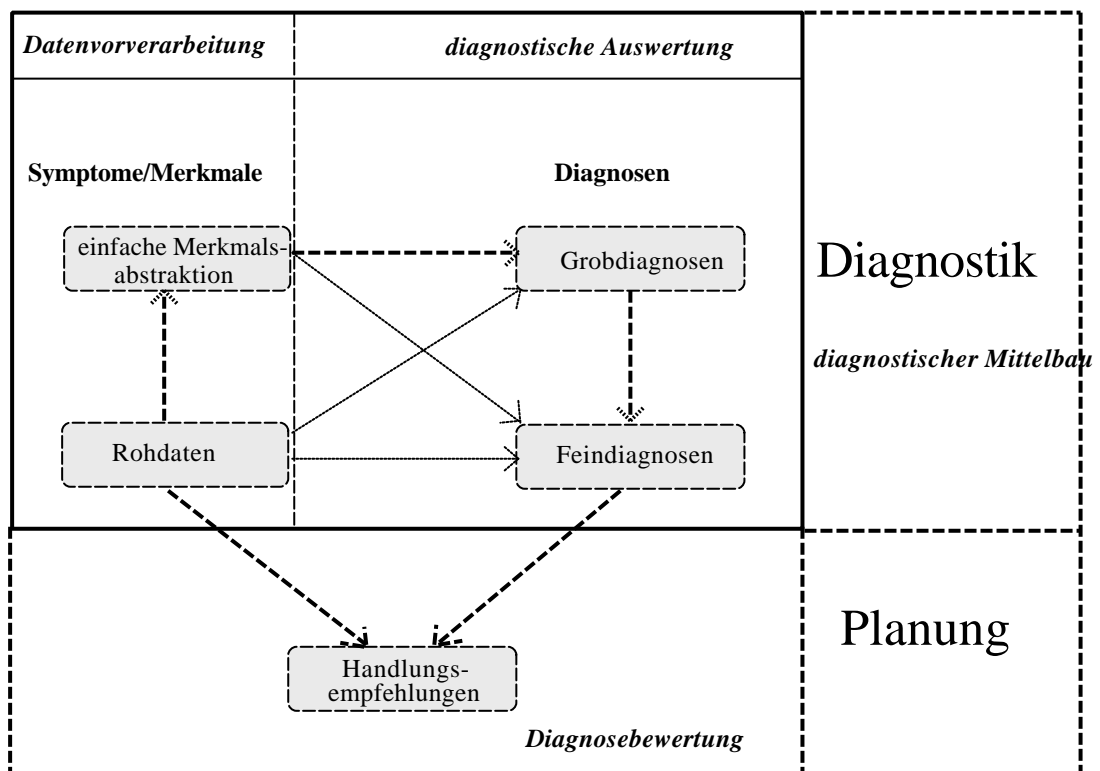 Datenvorverarbeitung
diagnostische Auswertung
Symptome/Merkmale
Diagnosen
einfache Merkmals-
abstraktion
Grobdiagnosen
Diagnostik
diagnostischer Mittelbau
Rohdaten
Feindiagnosen
Planung
Handlungs-
empfehlungen
Diagnosebewertung